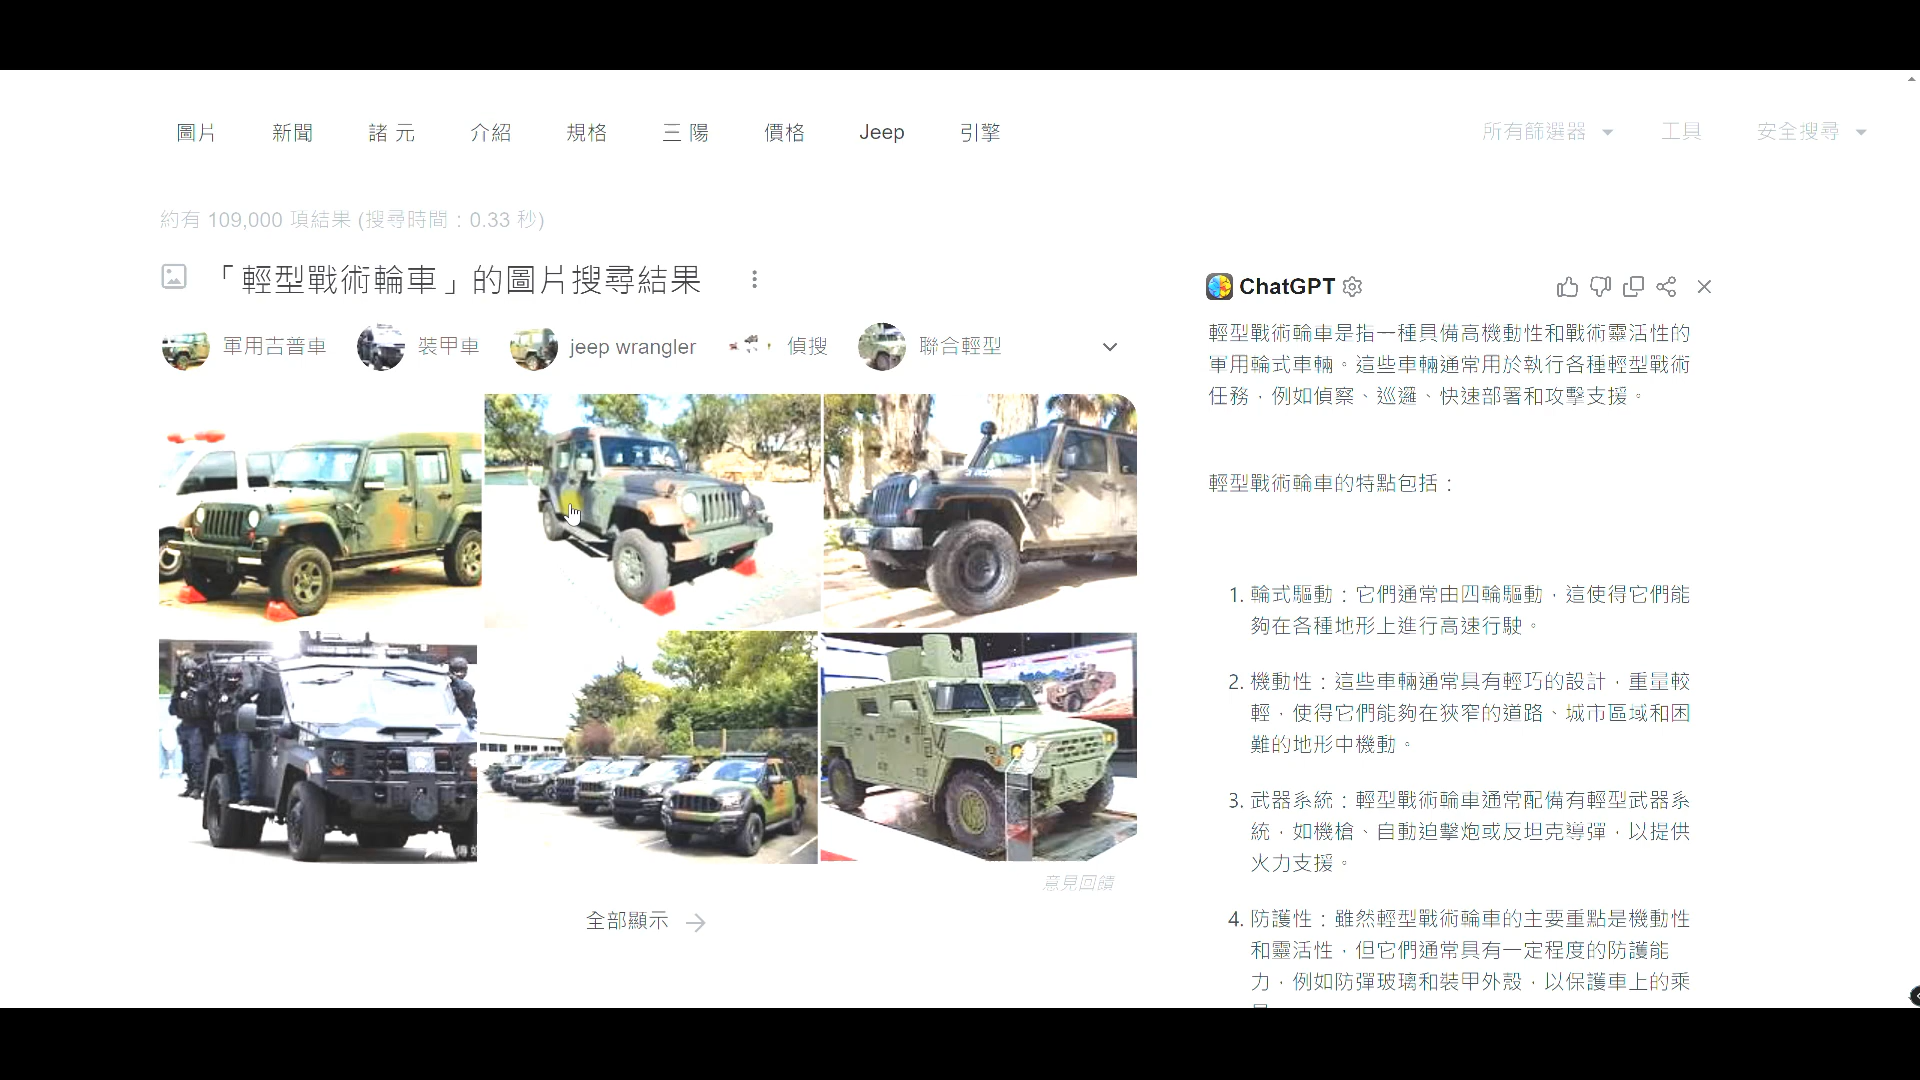 圖片 新聞 諸 元 介紹 規格 三 陽 價格 Jeep 引擎 所有篩選器 工具 安全搜尋
約有 109,000 項結果 (搜尋時間：0.33 秒)
「輕型戰術輪車」的圖片搜尋結果
軍用吉普車 裝甲車 jeep wrangler 偵搜 聯合輕型
意見回饋
全部顯示
ChatGPT
輕型戰術輪車是指一種具備高機動性和戰術靈活性的
軍用輪式車輛。這些車輛通常用於執行各種輕型戰術
任務，例如偵察、巡邏、快速部署和攻擊支援。
輕型戰術輪車的特點包括：
1. 輪式驅動：它們通常由四輪驅動，這使得它們能
夠在各種地形上進行高速行駛。
2. 機動性：這些車輛通常具有輕巧的設計，重量較
輕，使得它們能夠在狹窄的道路、城市區域和困
難的地形中機動。
3. 武器系統：輕型戰術輪車通常配備有輕型武器系
統，如機槍、自動迫擊炮或反坦克導彈，以提供
火力支援。
4. 防護性：雖然輕型戰術輪車的主要重點是機動性
和靈活性，但它們通常具有一定程度的防護能
力，例如防彈玻璃和裝甲外殼，以保護車上的乘